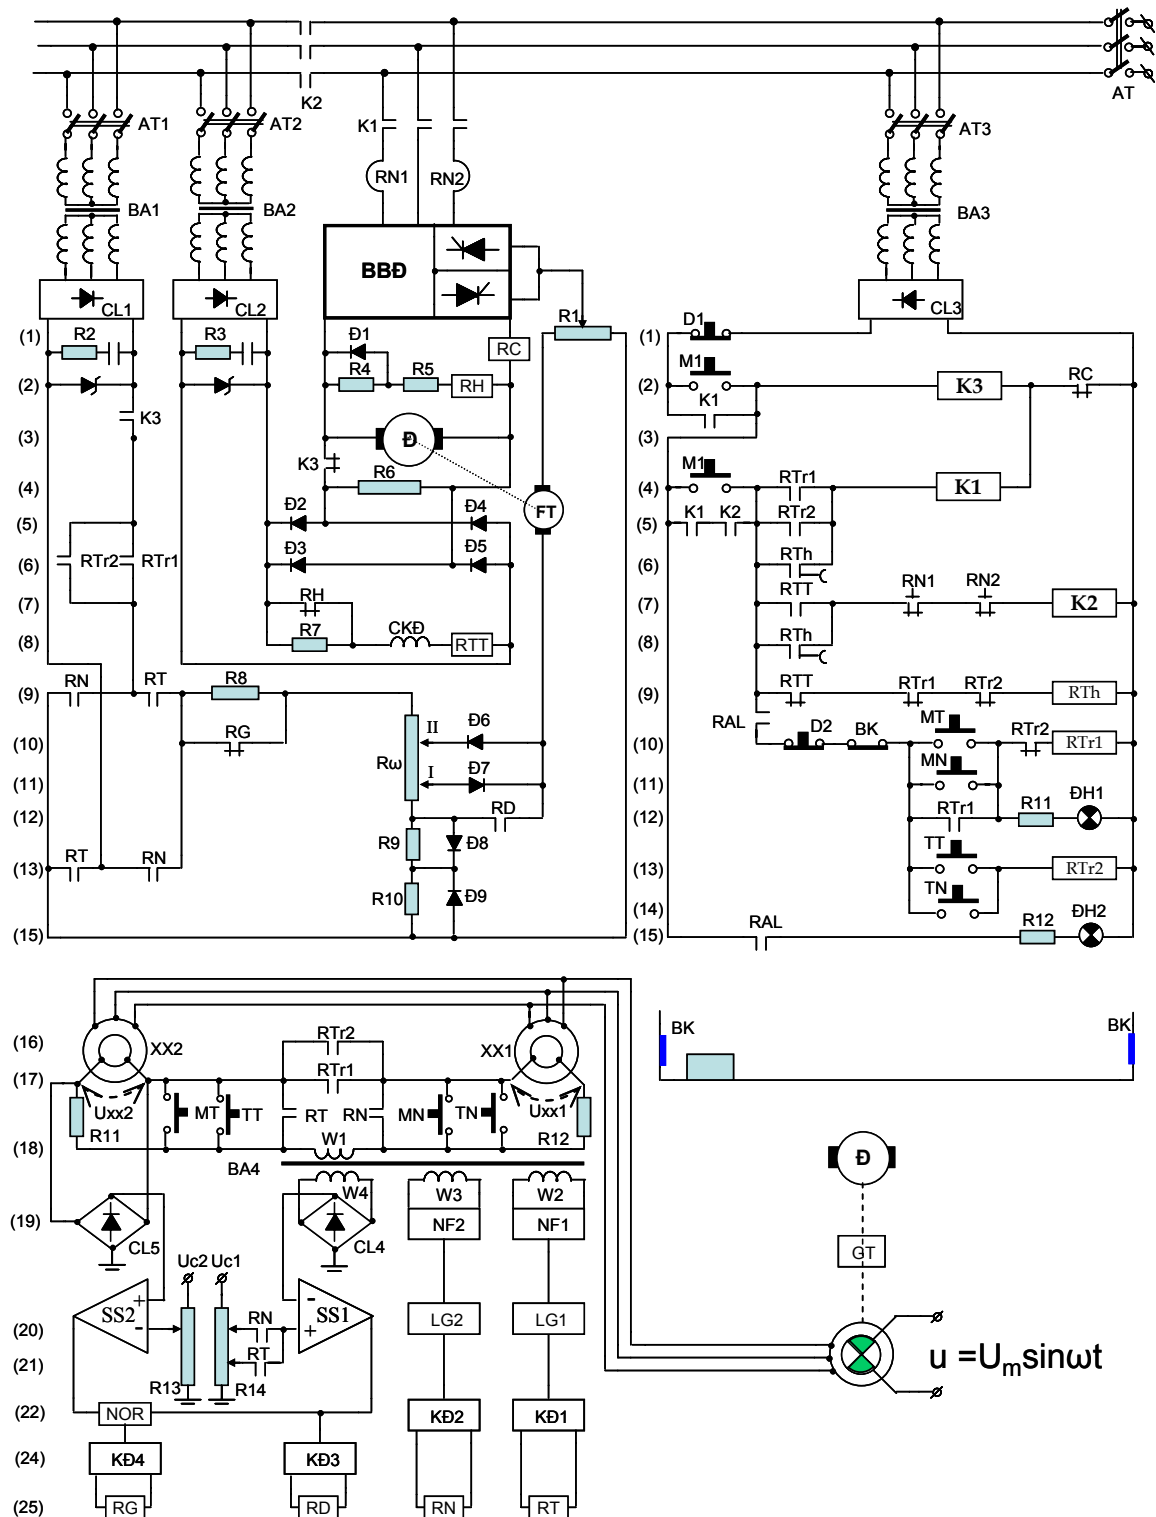 K2
AT
AT1
AT2
K1
AT3
RN1
RN2
BA1
BA2
BA3
BBĐ
CL1
CL2
CL3
(1)
R2
R3
Đ1
RC
R1
(1)
D1
(2)
R4
R5
RH
(2)
M1
K1
K3
RC
K3
(3)
Đ
(3)
K3
(4)
R6
FT
(4)
M1
RTr1
K1
(5)
Đ2
Đ4
(5)
K1
K2
RTr2
(6)
RTr2
RTr1
Đ3
Đ5
(6)
RTh
(7)
RH
(7)
RTT
RN1
RN2
K2
(8)
R7
CKĐ
RTT
(8)
RTh
(9)
RN
RT
R8
(9)
RTT
RTr1
RTr2
RTh
RAL
(10)
RG
II
Đ6
(10)
D2
BK
MT
RTr2
RTr1
Rω
(11)
I
Đ7
(11)
MN
(12)
RD
(12)
RTr1
R11
ĐH1
R9
Đ8
(13)
RT
RN
(13)
TT
RTr2
R10
Đ9
(14)
TN
(15)
(15)
RAL
R12
ĐH2
(16)
XX2
RTr2
XX1
BK
BK
(17)
RTr1
Uxx2
MT
TT
RT
RN
MN
TN
Uxx1
R11
R12
(18)
W1
BA4
Đ
W4
W3
W2
(19)
CL5
CL4
NF2
NF1
GT
Uc2
Uc1
SS2
+
-
RN
-
+
SS1
LG2
LG1
(20)
(21)
RT
u =Umsinωt
R13
R14
(22)
NOR
KĐ2
KĐ1
(24)
KĐ4
KĐ3
(25)
RG
RD
RN
RT